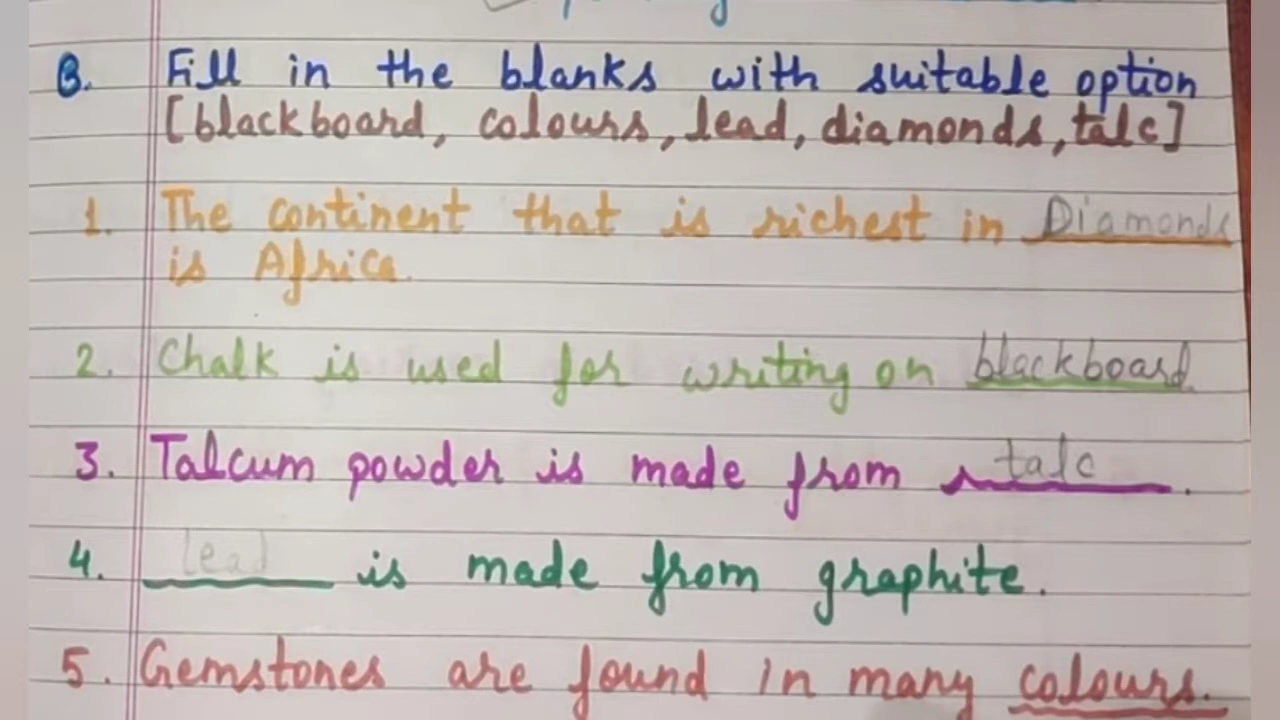 B. Fill in the blanks with suitable option
[blackboard, colours, lead, diamonds, talc]
1. The continent that is richest in Diamonds
is Africa.
2. Chalk is used for writing on blackboard
3. Talcum powder is made from talc.
4. lead is made from graphite.
5. Gemstones are found in many colours.